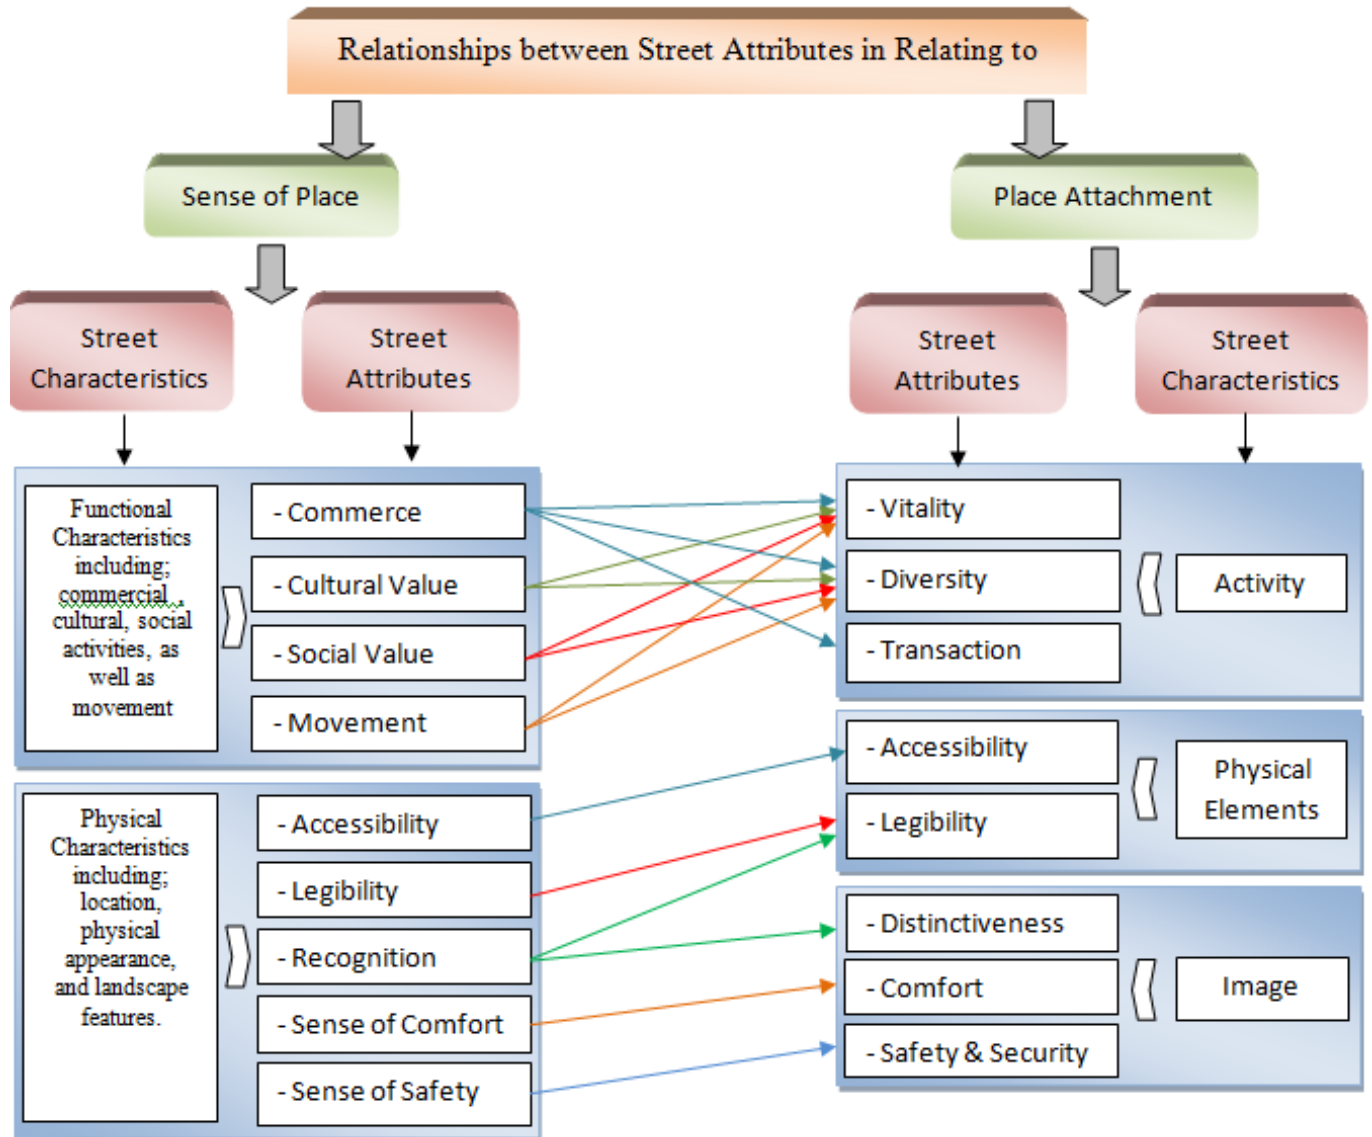 Relationships between Street Attributes in Relating to
Sense of Place
Place Attachment
Street
Characteristics
Street
Attributes
Street
Attributes
Street
Characteristics
Functional
Characteristics
including;
commercial ,
cultural, social
activities, as
well as
movement
- Commerce
- Cultural Value
- Social Value
- Movement
Physical
Characteristics
including;
location,
physical
appearance,
and landscape
features.
- Accessibility
- Legibility
- Recognition
- Sense of Comfort
- Sense of Safety
- Vitality
- Diversity
- Transaction
Activity
- Accessibility
- Legibility
Physical
Elements
- Distinctiveness
- Comfort
- Safety & Security
Image